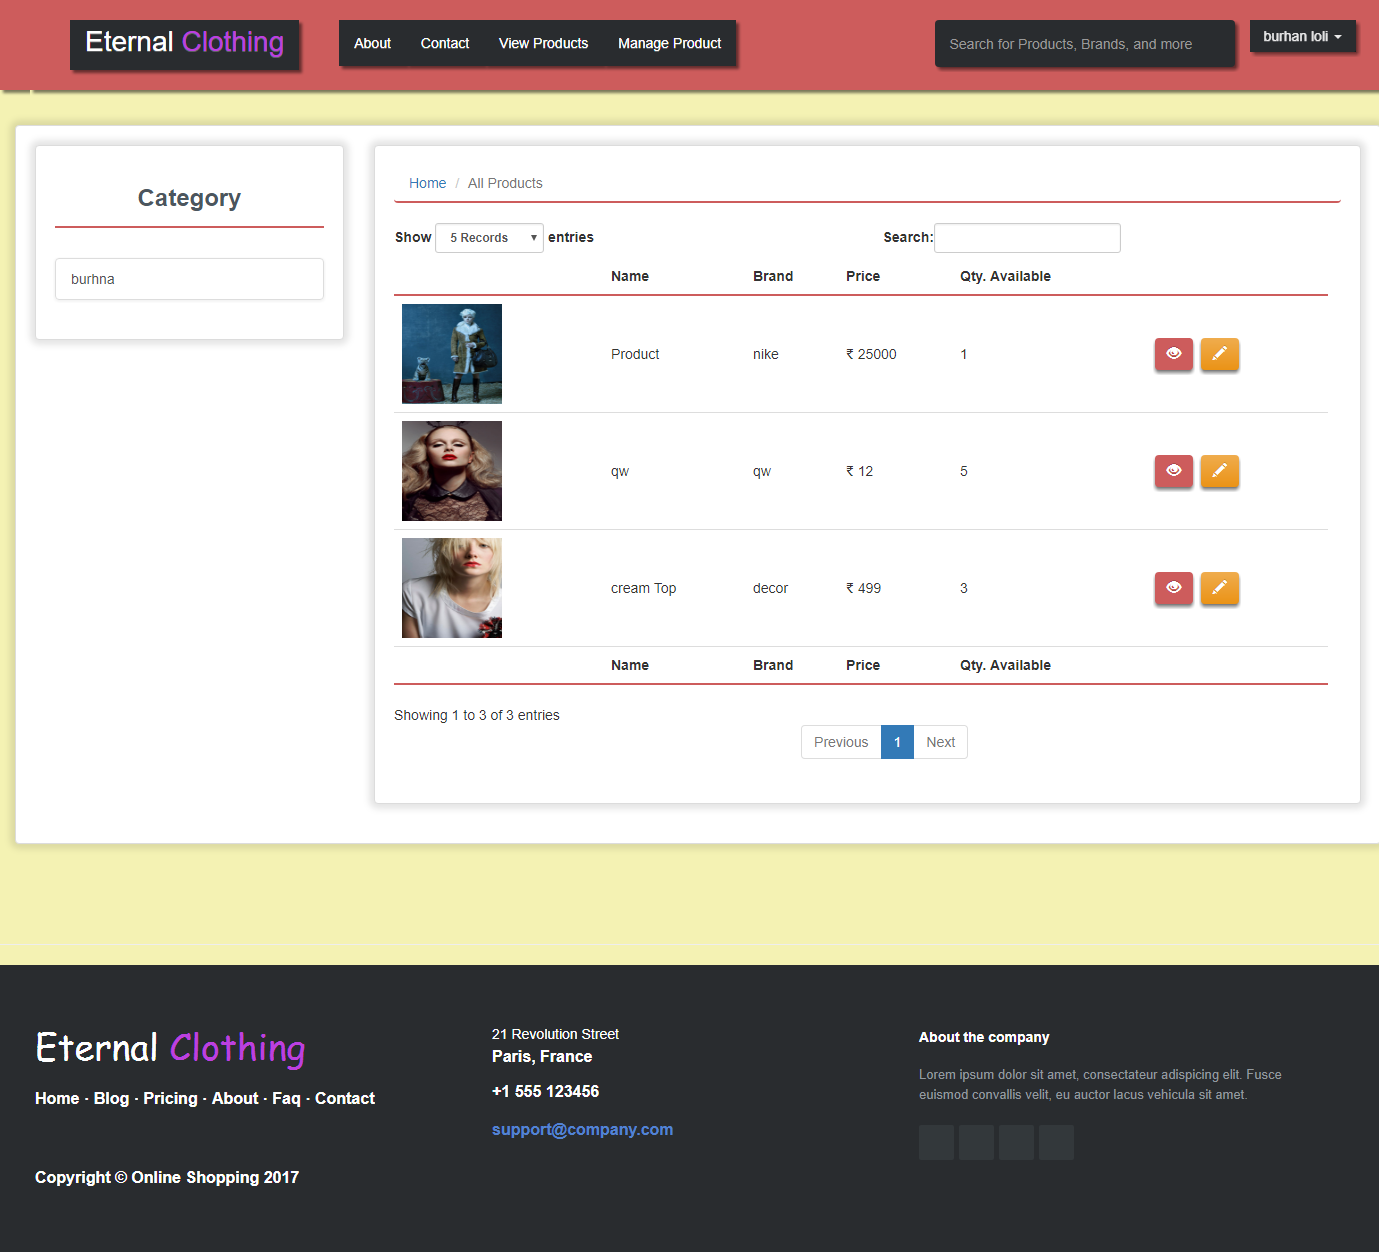 Eternal Clothing
About Contact View Products Manage Product
Search for Products, Brands, and more
burhan loli
Category
burhna
Home / All Products
Show 5 Records entries
Search:
Name Brand Price Qty. Available
Product nike ₹ 25000 1
qw qw ₹ 12 5
cream Top decor ₹ 499 3
Name Brand Price Qty. Available
Showing 1 to 3 of 3 entries
Previous 1 Next
Eternal Clothing
Home · Blog · Pricing · About · Faq · Contact
Copyright © Online Shopping 2017
21 Revolution Street
Paris, France
+1 555 123456
support@company.com
About the company
Lorem ipsum dolor sit amet, consectateur adispicing elit. Fusce
euismod convallis velit, eu auctor lacus vehicula sit amet.